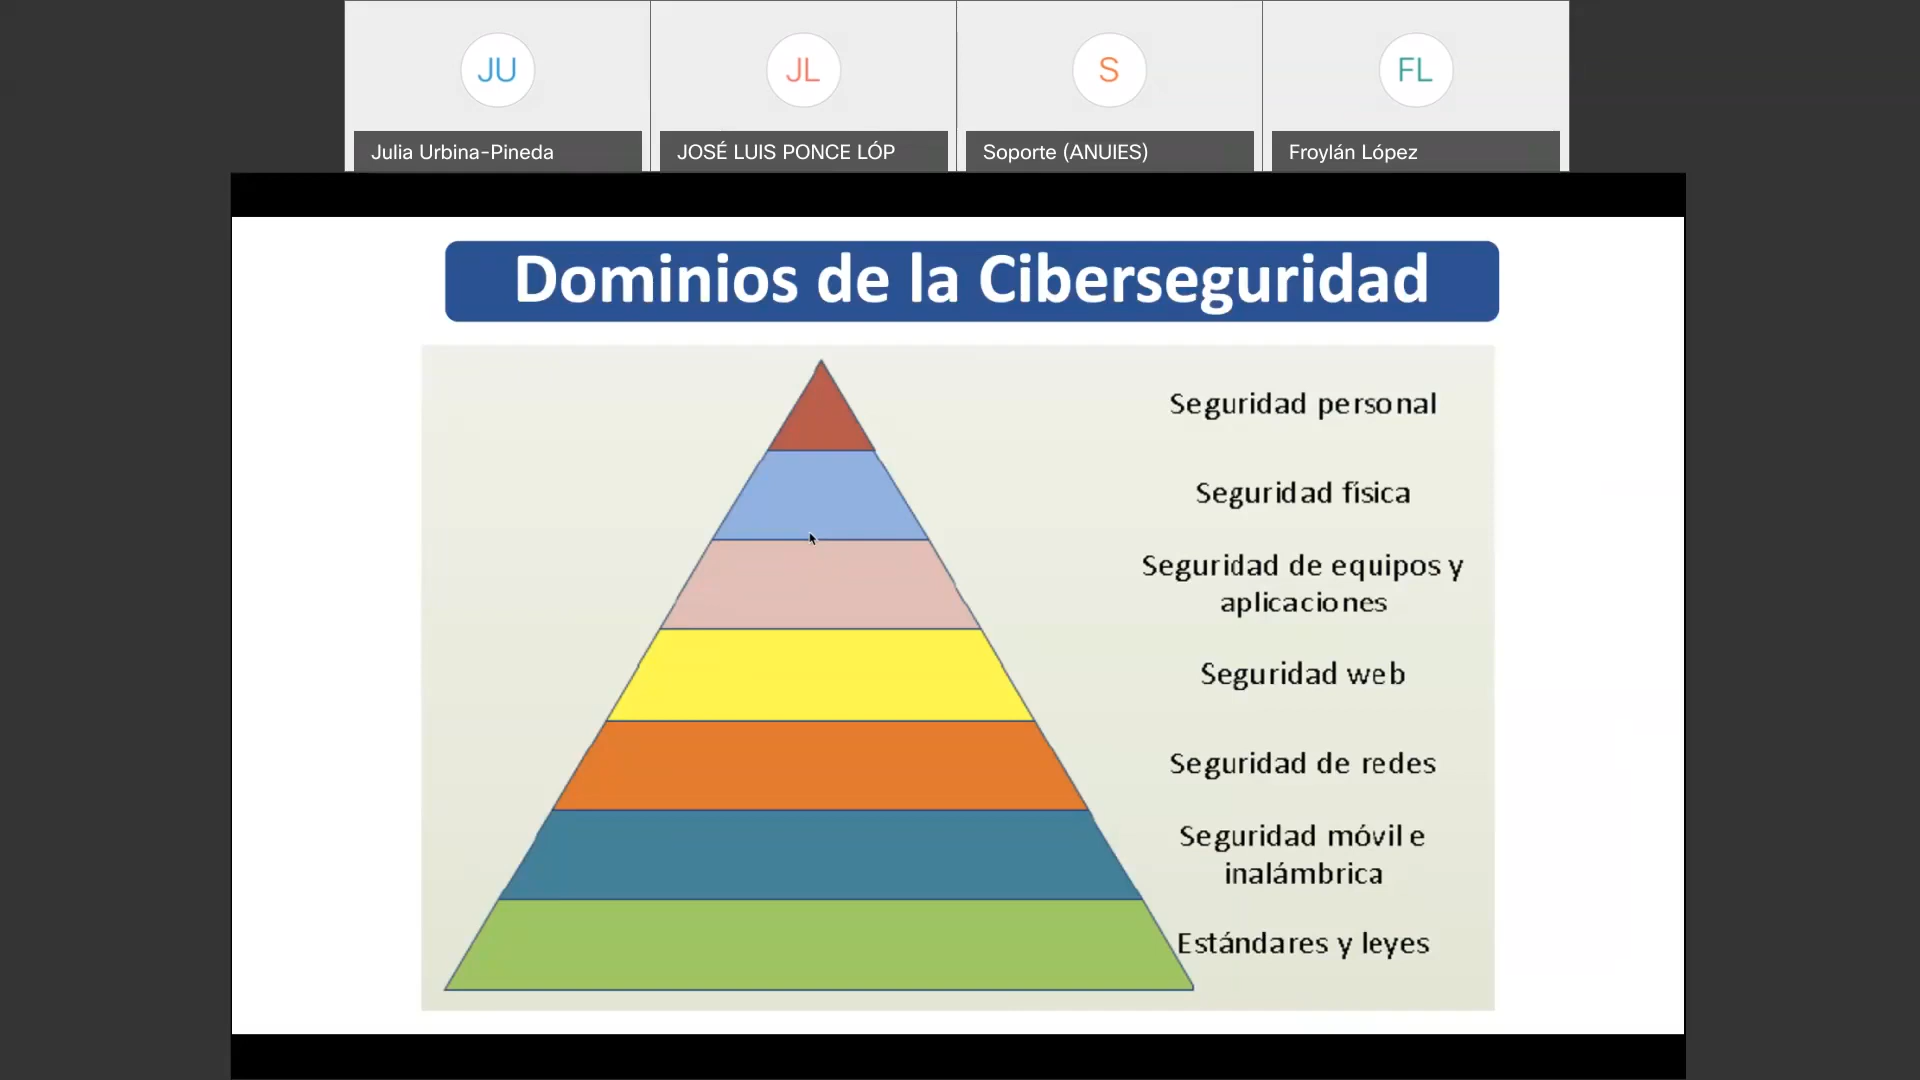 JU
JL
S
FL
Julia Urbina-Pineda
JOSÉ LUIS PONCE LÓP
Soporte (ANUIES)
Froylán López
Dominios de la Ciberseguridad
Seguridad personal
Seguridad física
Seguridad de equipos y
aplicaciones
Seguridad web
Seguridad de redes
Seguridad móvil e
inalámbrica
Estándares y leyes